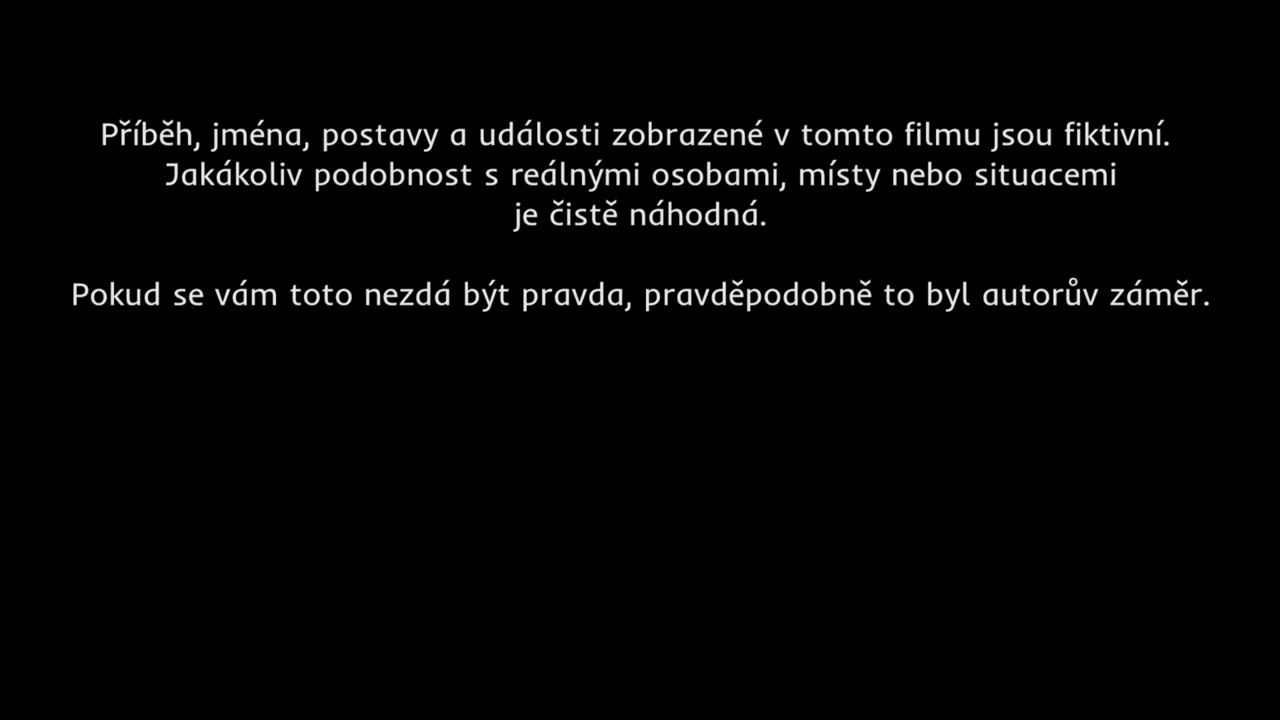 Příběh, jména, postavy a události zobrazené v tomto filmu jsou fiktivní.
Jakákoliv podobnost s reálnými osobami, místy nebo situacemi
je čistě náhodná.
Pokud se vám toto nezdá být pravda, pravděpodobně to byl autorův záměr.